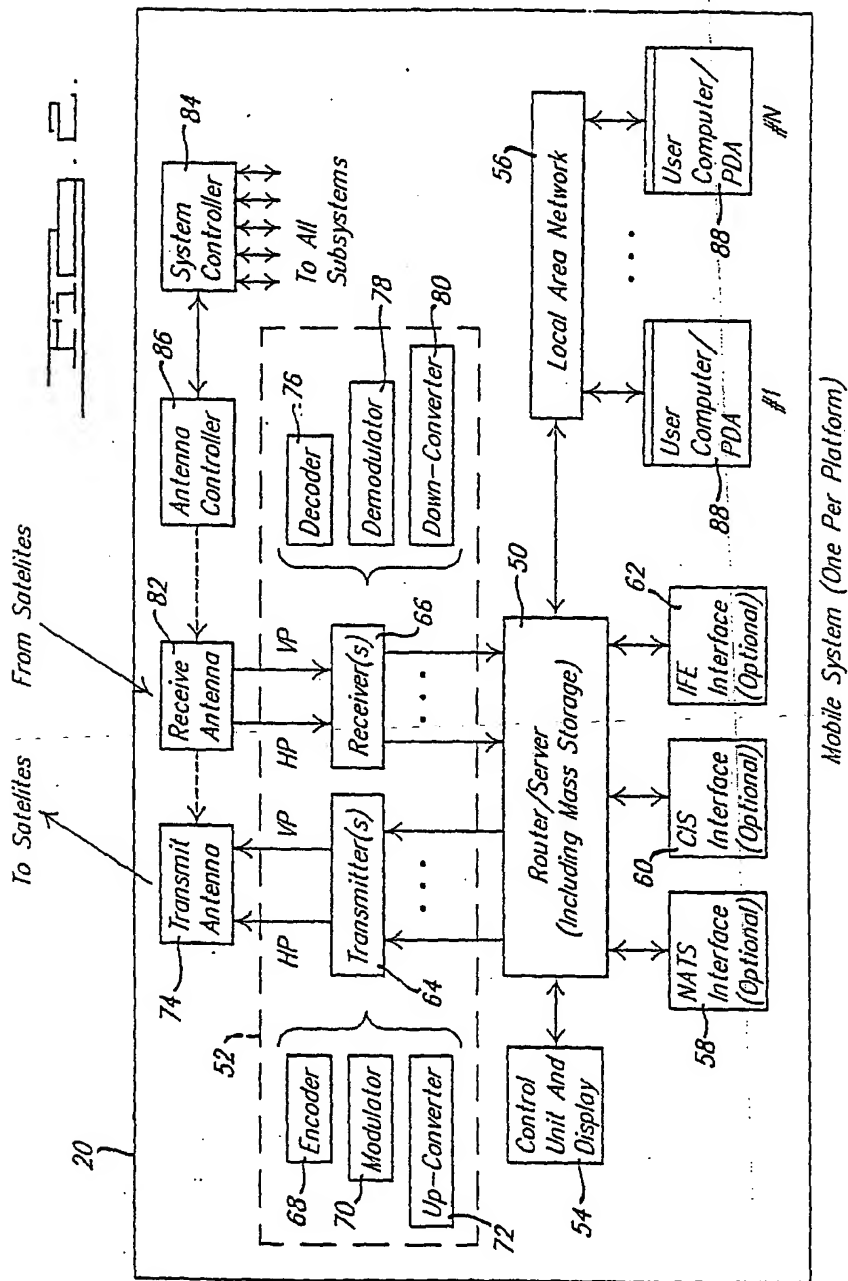 Fig. 2.
To Satelites
From Satelites
20
74
Transmit
Antenna
82
Receive
Antenna
86
Antenna
Controller
84
System
Controller
To All
Subsystems
HP
VP
HP
VP
52
68
Encoder
70
Modulator
Up-Converter
72
Transmitter(s)
64
Receiver(s)
66
76
Decoder
78
Demodulator
80
Down-Converter
Control
Unit And
Display
54
Router/Server
(Including Mass Storage)
50
56
Local Area Network
58
NATS
Interface
(Optional)
60
CIS
Interface
(Optional)
62
IFE
Interface
(Optional)
User
Computer/
PDA
88
#1
User
Computer/
PDA
88
#N
Mobile System (One Per Platform)